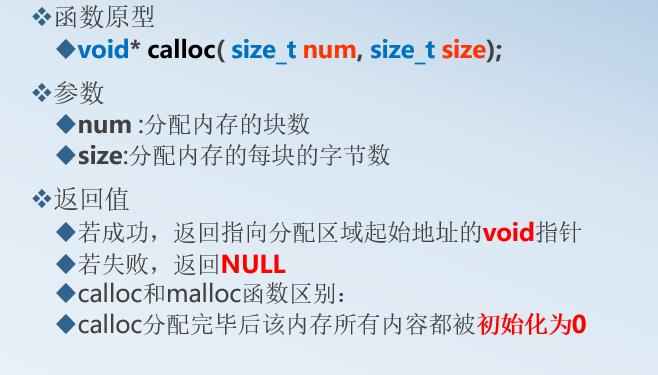 ❖函数原型
◆void* calloc( size_t num, size_t size);
❖参数
◆num :分配内存的块数
◆size:分配内存的每块的字节数
❖返回值
◆若成功，返回指向分配区域起始地址的void指针
◆若失败，返回NULL
◆calloc和malloc函数区别：
◆calloc分配完毕后该内存所有内容都被初始化为0